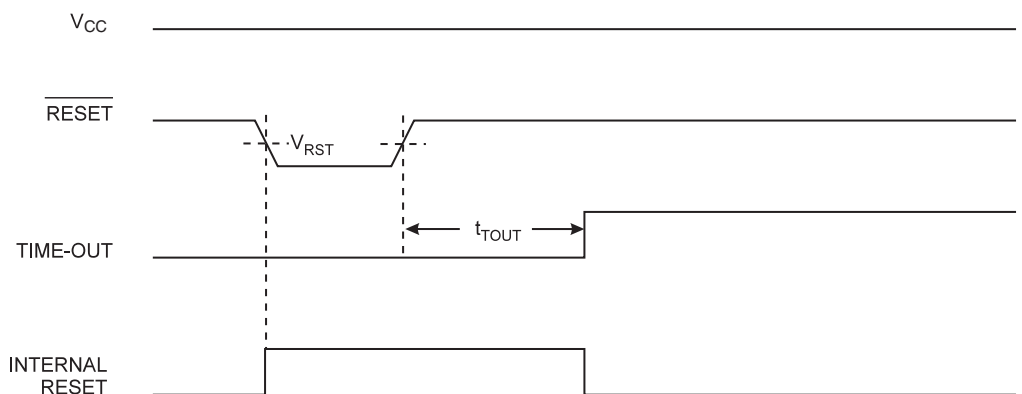 VCC
RESET
VRST
tTOUT
TIME-OUT
INTERNAL
RESET